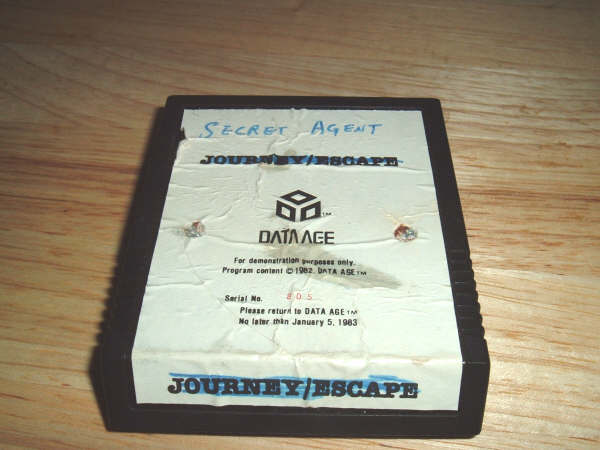 SECRET AGENT
JOURNEY/ESCAPE
TM
DATA AGE
For demonstration purposes only.
Program content © 1982 DATA AGE™
Serial No. 805
Please return to DATA AGE™
No later than January 5, 1983
JOURNEY/ESCAPE